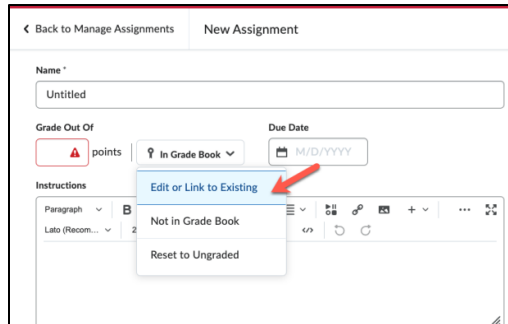 Back to Manage Assignments New Assignment
Name *
Untitled
Grade Out Of Due Date
points In Grade Book M/D/YYYY
Instructions
Edit or Link to Existing
Paragraph B
Not in Grade Book
Lato (Recom... 2
Reset to Ungraded